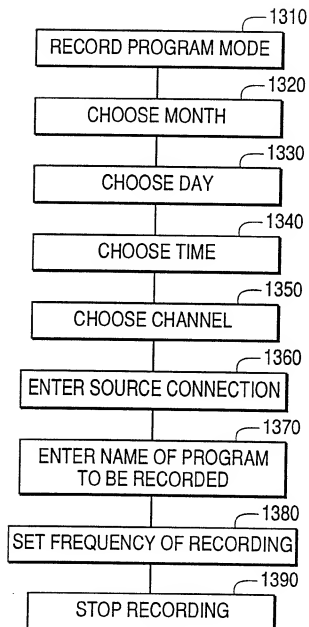 1310
RECORD PROGRAM MODE
1320
CHOOSE MONTH
1330
CHOOSE DAY
1340
CHOOSE TIME
1350
CHOOSE CHANNEL
1360
ENTER SOURCE CONNECTION
1370
ENTER NAME OF PROGRAM
TO BE RECORDED
1380
SET FREQUENCY OF RECORDING
1390
STOP RECORDING